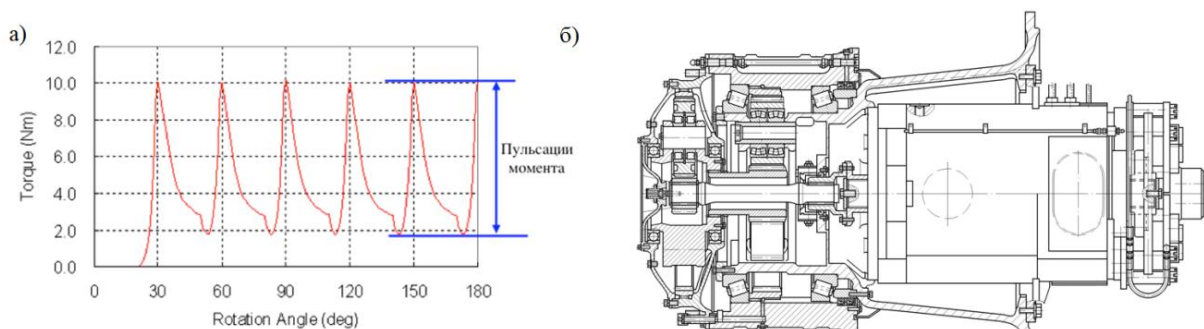 а)
Torque (Nm)
12.0
10.0
8.0
6.0
4.0
2.0
0.0
0 30 60 90 120 150 180
Rotation Angle (deg)
Пульсации
момента
б)